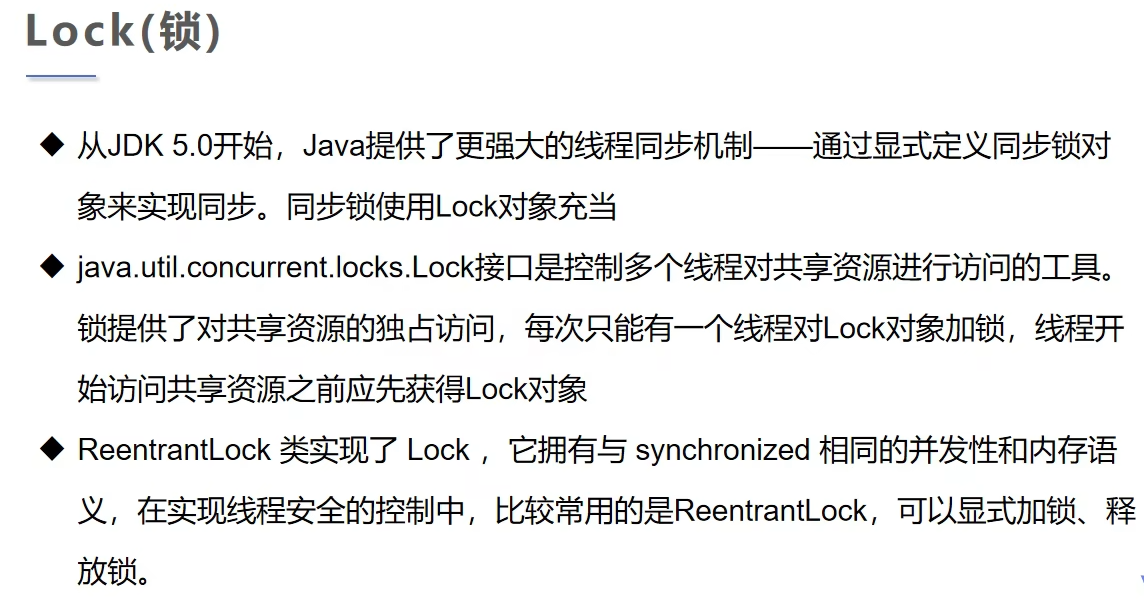 Lock(锁)
◆ 从JDK 5.0开始，Java提供了更强大的线程同步机制——通过显式定义同步锁对
象来实现同步。同步锁使用Lock对象充当
◆ java.util.concurrent.locks.Lock接口是控制多个线程对共享资源进行访问的工具。
锁提供了对共享资源的独占访问，每次只能有一个线程对Lock对象加锁，线程开
始访问共享资源之前应先获得Lock对象
◆ ReentrantLock 类实现了 Lock ，它拥有与 synchronized 相同的并发性和内存语
义，在实现线程安全的控制中，比较常用的是ReentrantLock，可以显式加锁、释
放锁。